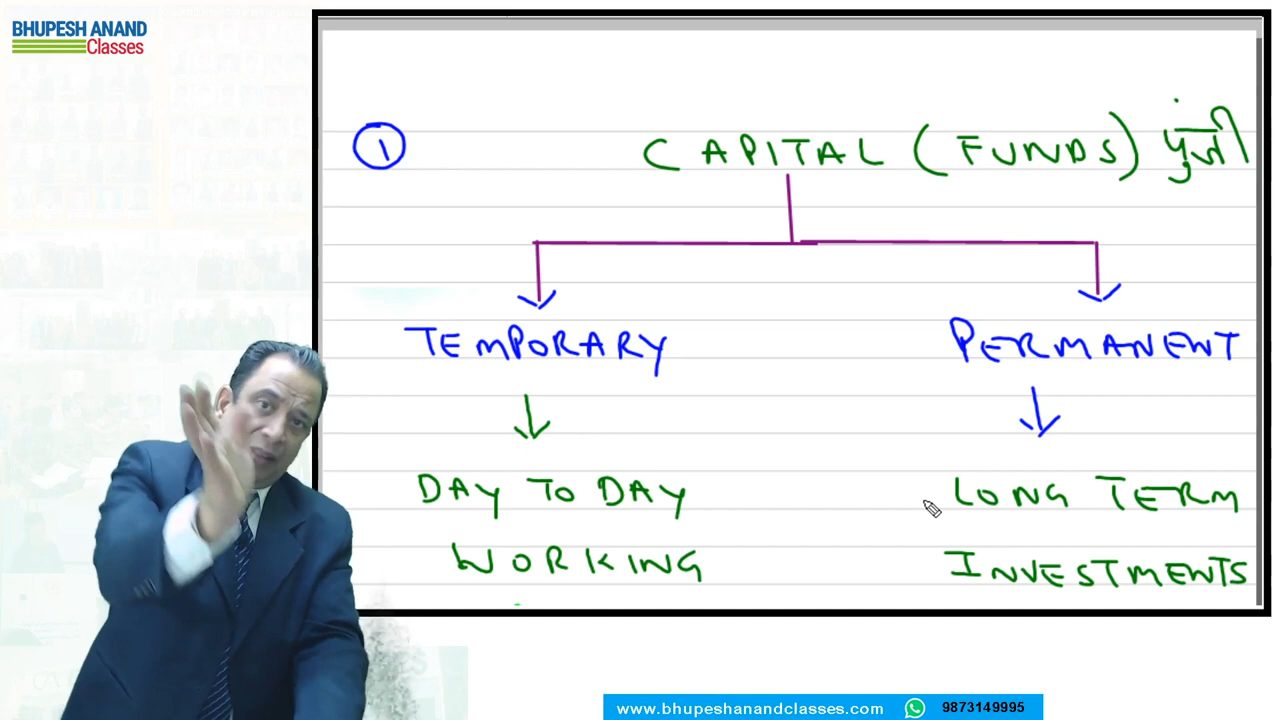 BHUPESH ANAND
Classes
① CAPITAL (FUNDS) पूंजी
TEMPORARY PERMANENT
DAY TO DAY LONG TERM
WORKING INVESTMENTS
www.bhupeshanandclasses.com 9873149995